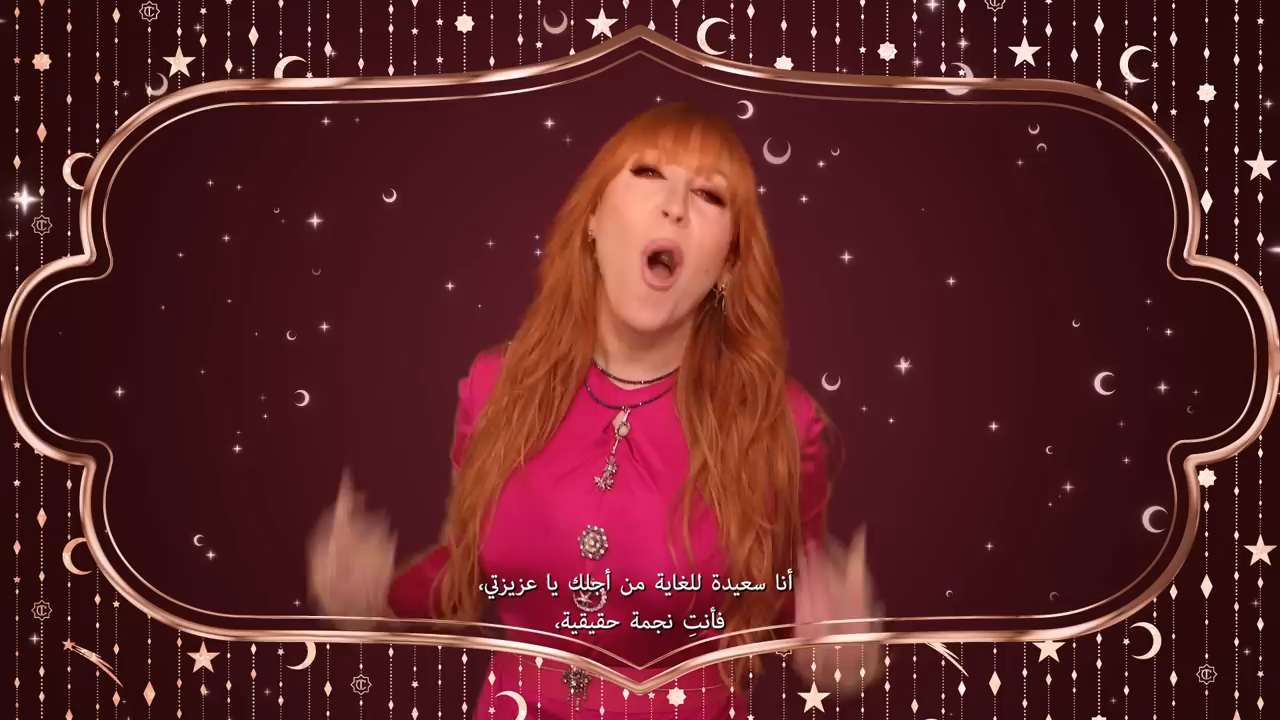 أنا سعيدة للغاية من أجلك يا عزيزتي،
فأنتِ نجمة حقيقية،